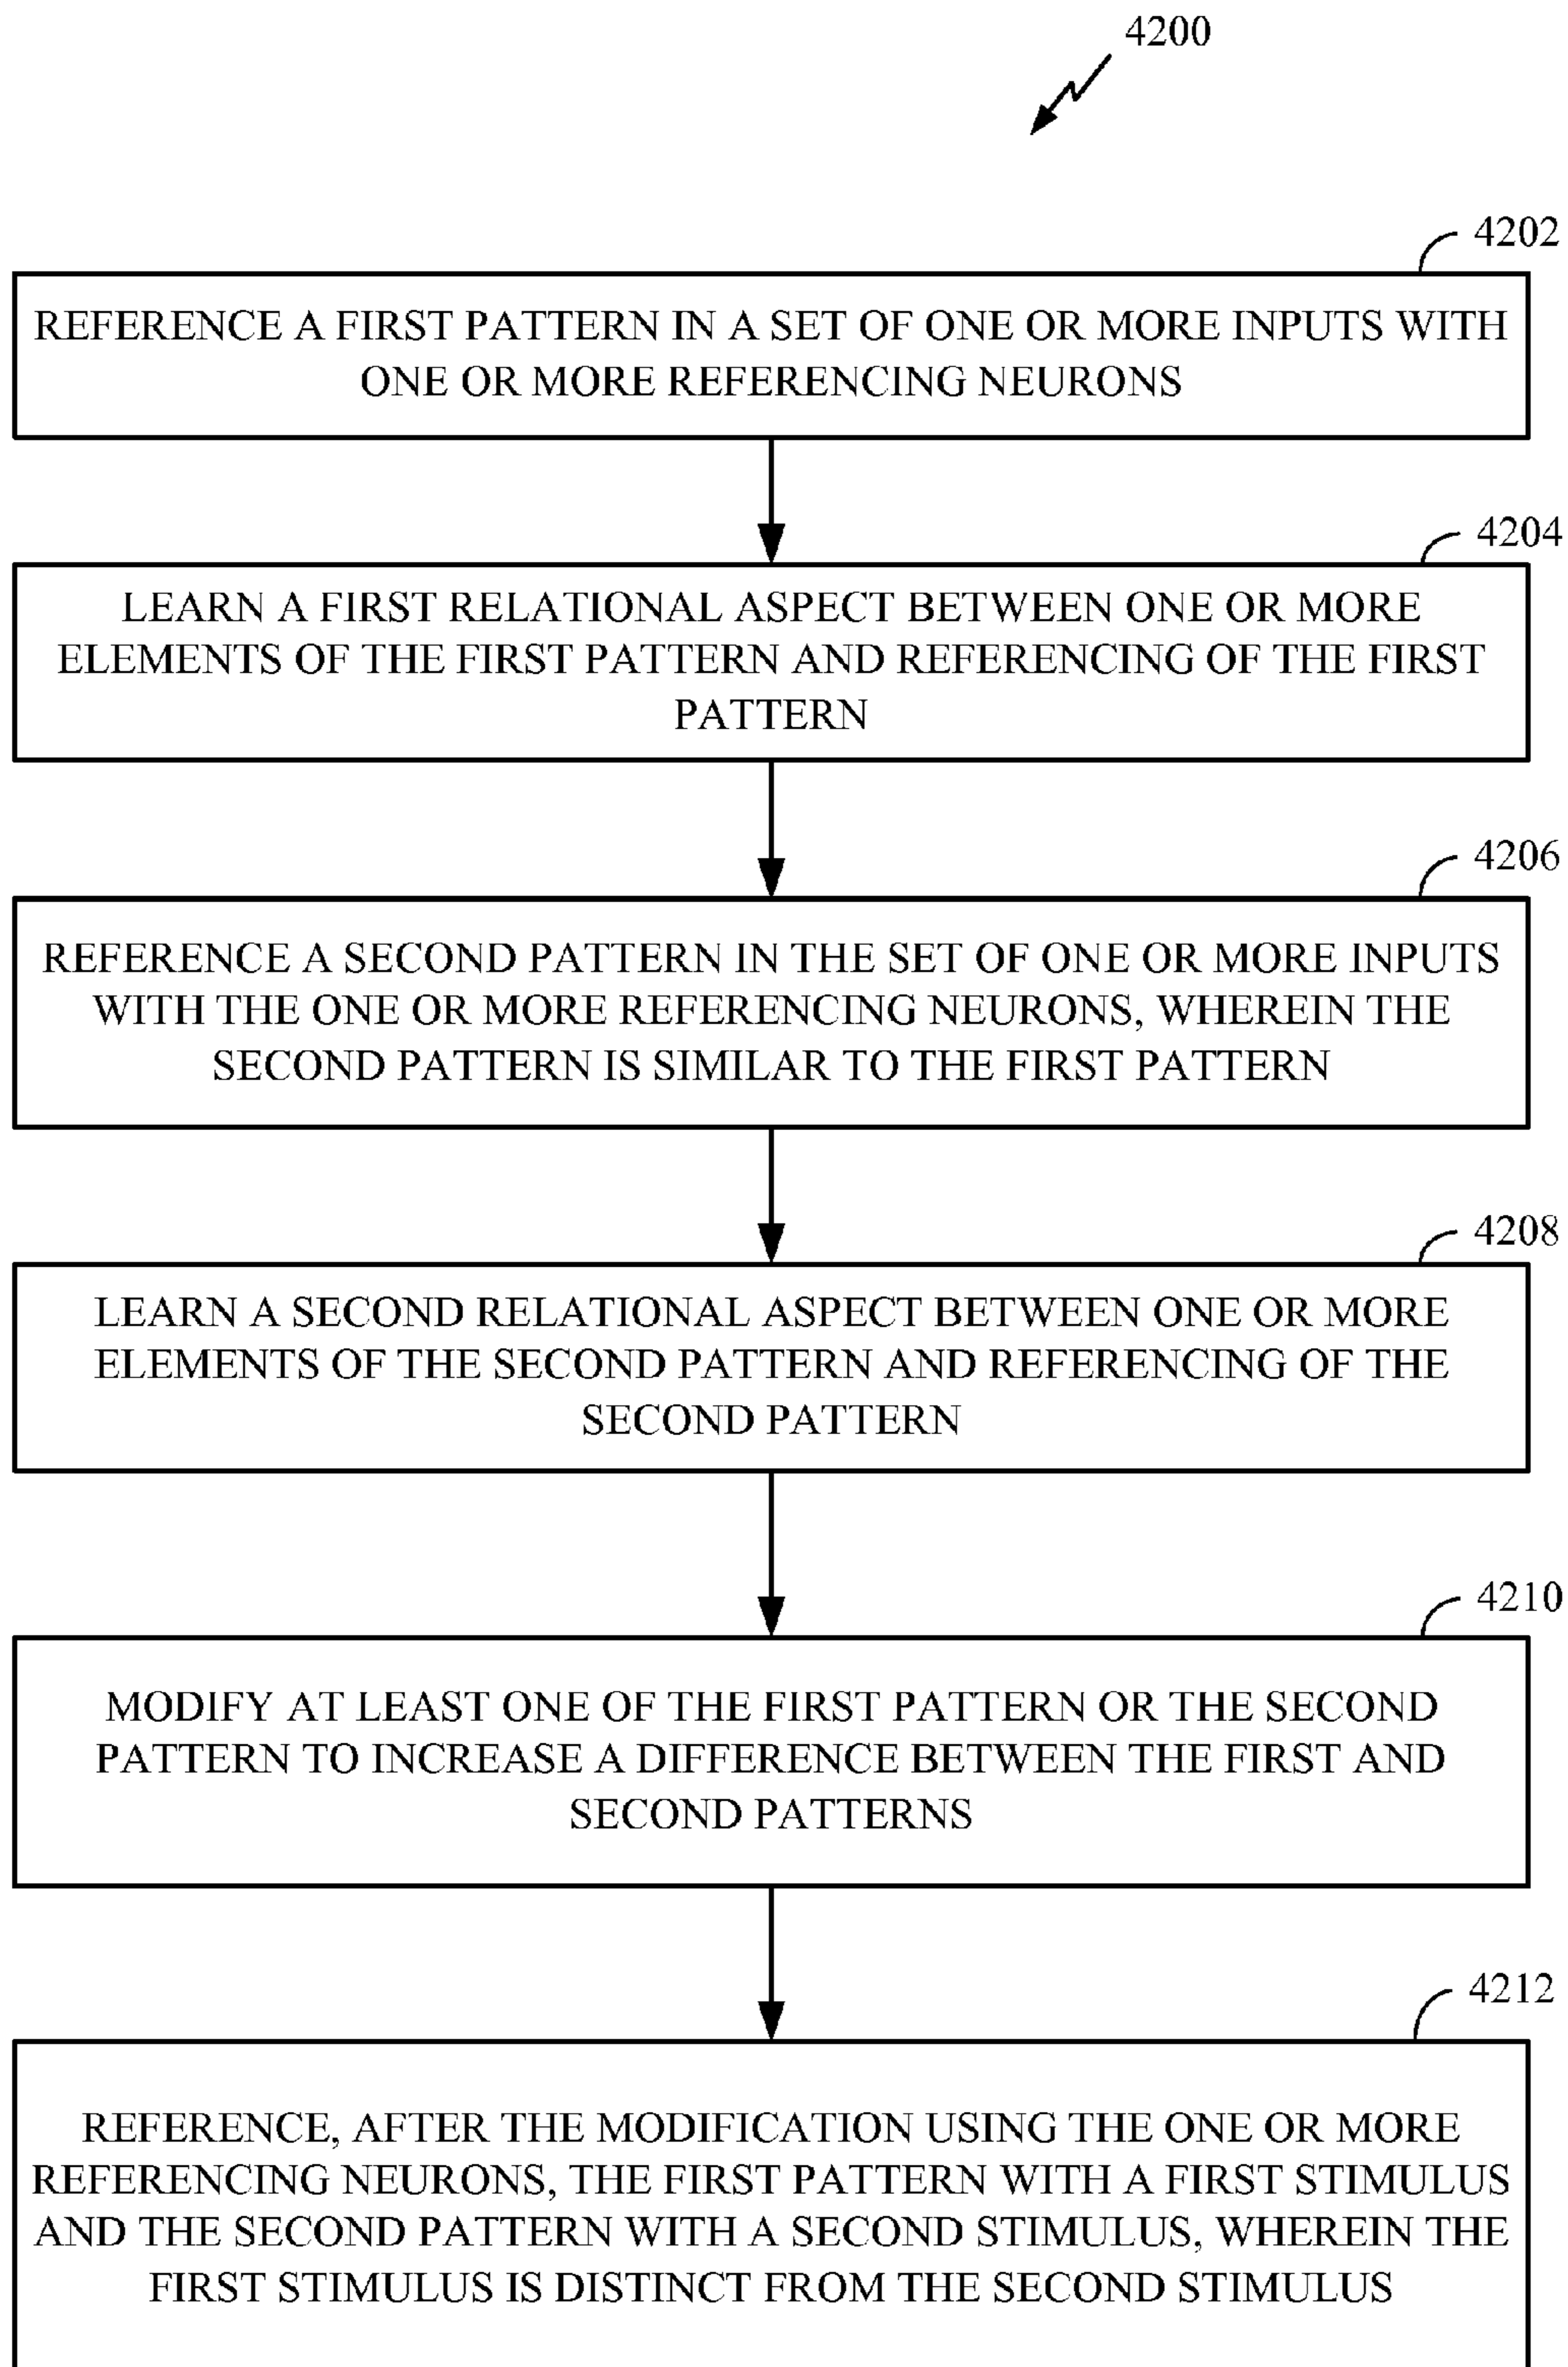 4200
4202
REFERENCE A FIRST PATTERN IN A SET OF ONE OR MORE INPUTS WITH
ONE OR MORE REFERENCING NEURONS
4204
LEARN A FIRST RELATIONAL ASPECT BETWEEN ONE OR MORE
ELEMENTS OF THE FIRST PATTERN AND REFERENCING OF THE FIRST
PATTERN
4206
REFERENCE A SECOND PATTERN IN THE SET OF ONE OR MORE INPUTS
WITH THE ONE OR MORE REFERENCING NEURONS, WHEREIN THE
SECOND PATTERN IS SIMILAR TO THE FIRST PATTERN
4208
LEARN A SECOND RELATIONAL ASPECT BETWEEN ONE OR MORE
ELEMENTS OF THE SECOND PATTERN AND REFERENCING OF THE
SECOND PATTERN
4210
MODIFY AT LEAST ONE OF THE FIRST PATTERN OR THE SECOND
PATTERN TO INCREASE A DIFFERENCE BETWEEN THE FIRST AND
SECOND PATTERNS
4212
REFERENCE, AFTER THE MODIFICATION USING THE ONE OR MORE
REFERENCING NEURONS, THE FIRST PATTERN WITH A FIRST STIMULUS
AND THE SECOND PATTERN WITH A SECOND STIMULUS, WHEREIN THE
FIRST STIMULUS IS DISTINCT FROM THE SECOND STIMULUS